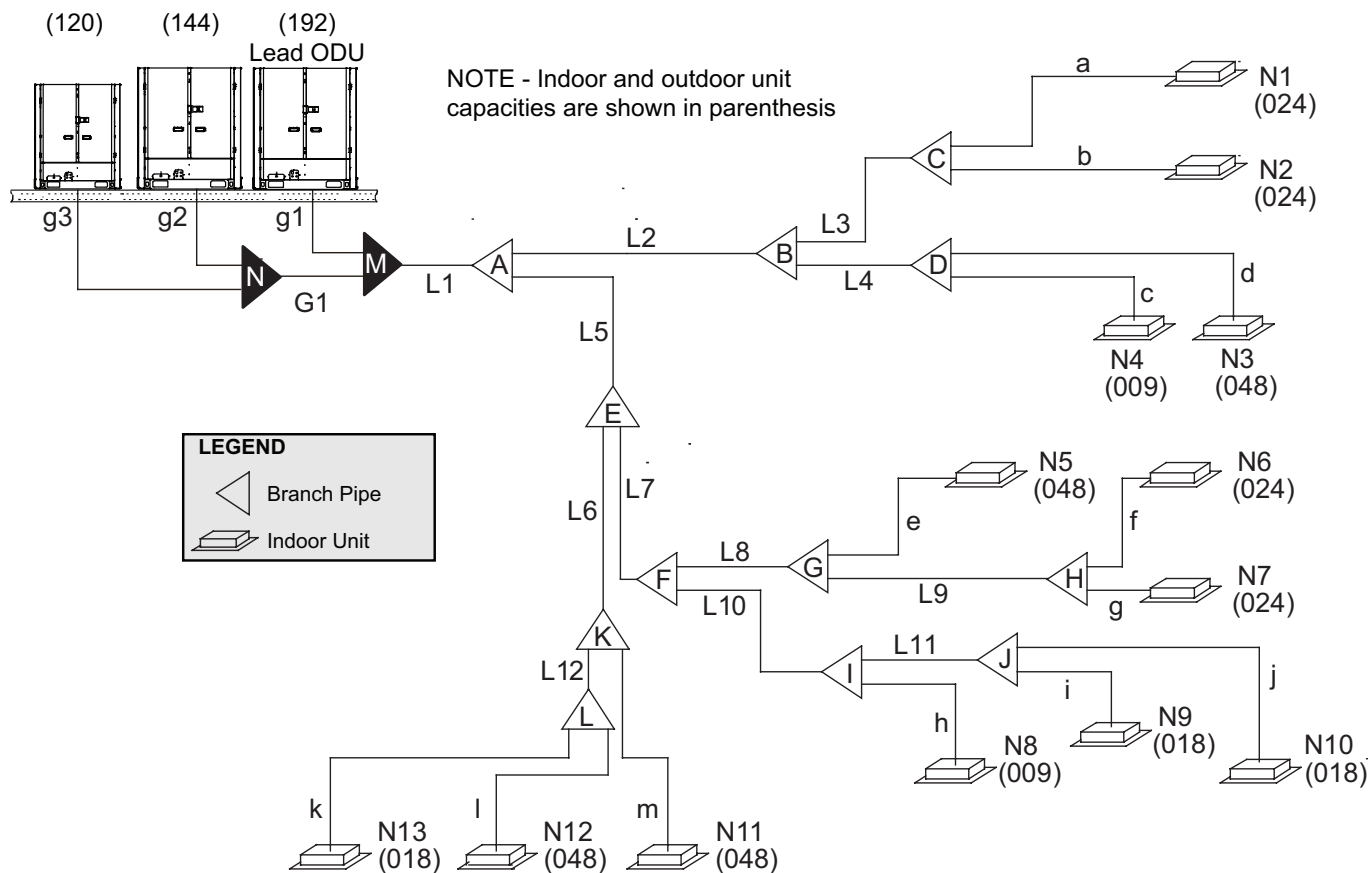 (120)
(144)
(192)
Lead ODU
NOTE - Indoor and outdoor unit
capacities are shown in parenthesis
a
N1
(024)
C
b
N2
(024)
g3
g2
g1
N
G1
M
L1
A
L2
B
L3
L4
D
c
d
N4
(009)
N3
(048)
L5
E
LEGEND
Branch Pipe
Indoor Unit
L6
L7
N5
(048)
e
N6
(024)
f
F
L8
G
L9
H
g
N7
(024)
L10
K
L12
L
I
L11
J
j
i
h
N8
(009)
N9
(018)
N10
(018)
k
l
m
N13
(018)
N12
(048)
N11
(048)